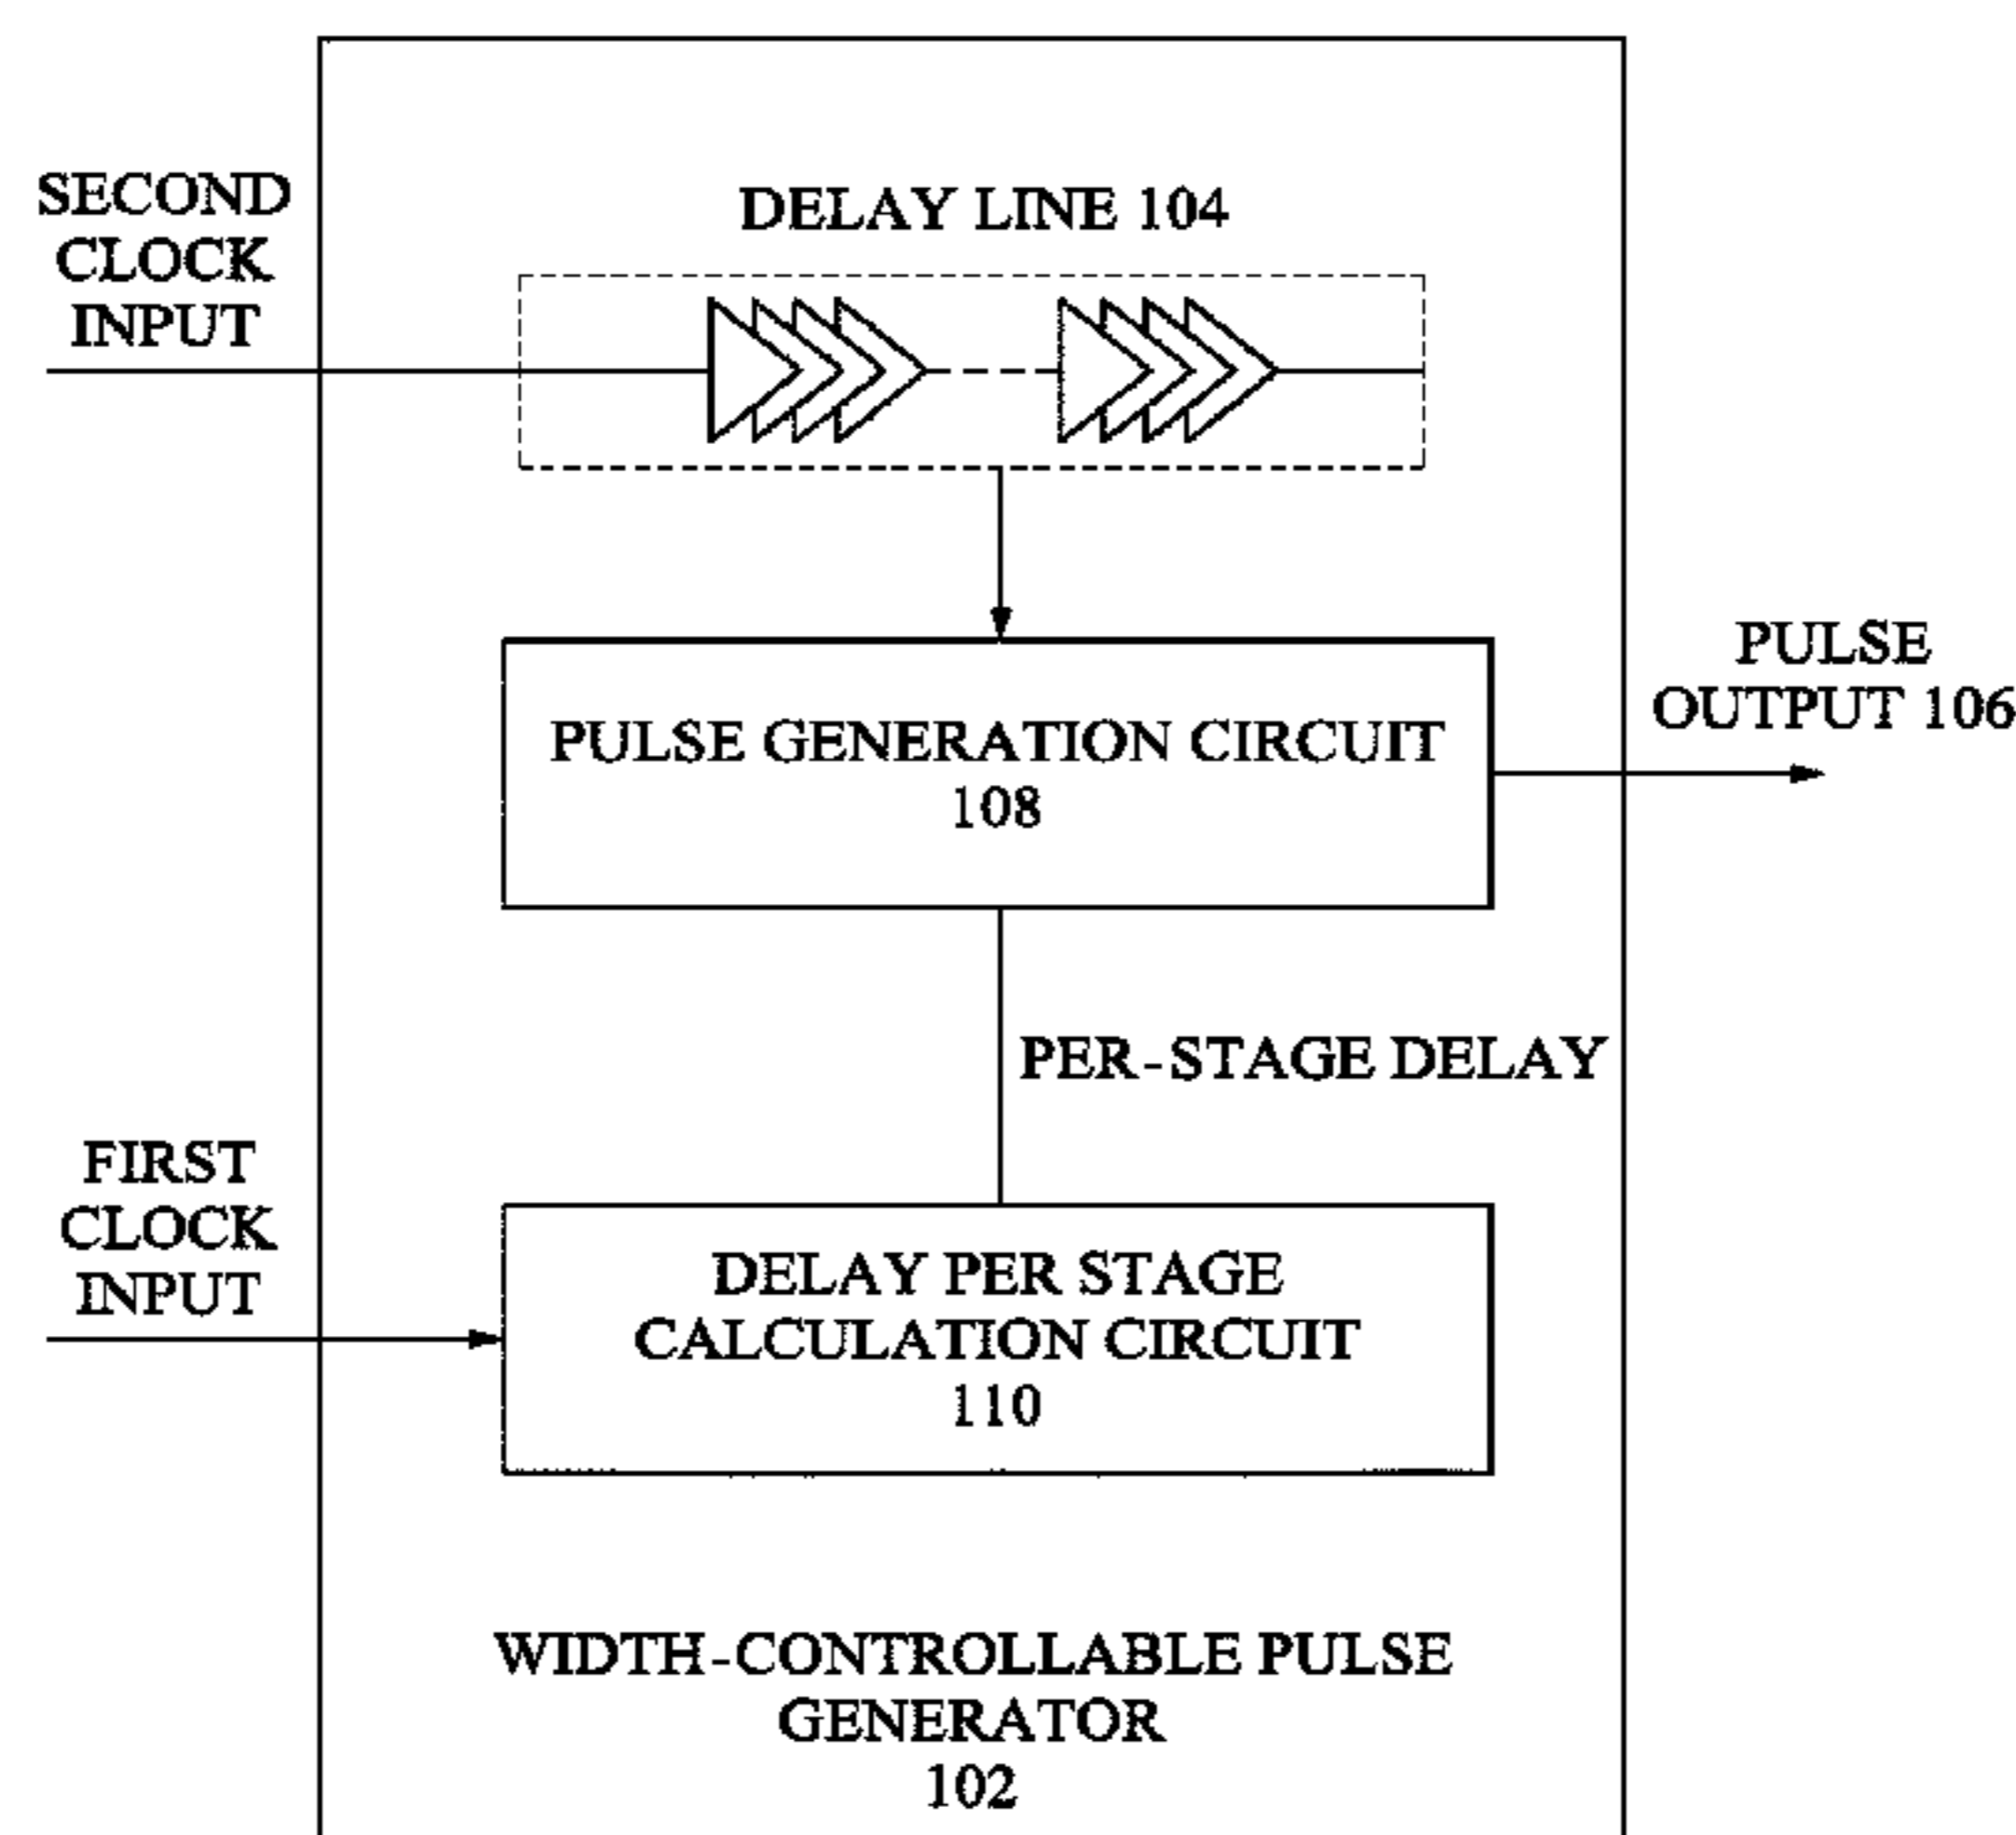 SECOND
CLOCK
INPUT
DELAY LINE 104
PULSE GENERATION CIRCUIT
108
PULSE
OUTPUT 106
PER-STAGE DELAY
FIRST
CLOCK
INPUT
DELAY PER STAGE
CALCULATION CIRCUIT
110
WIDTH-CONTROLLABLE PULSE
GENERATOR
102